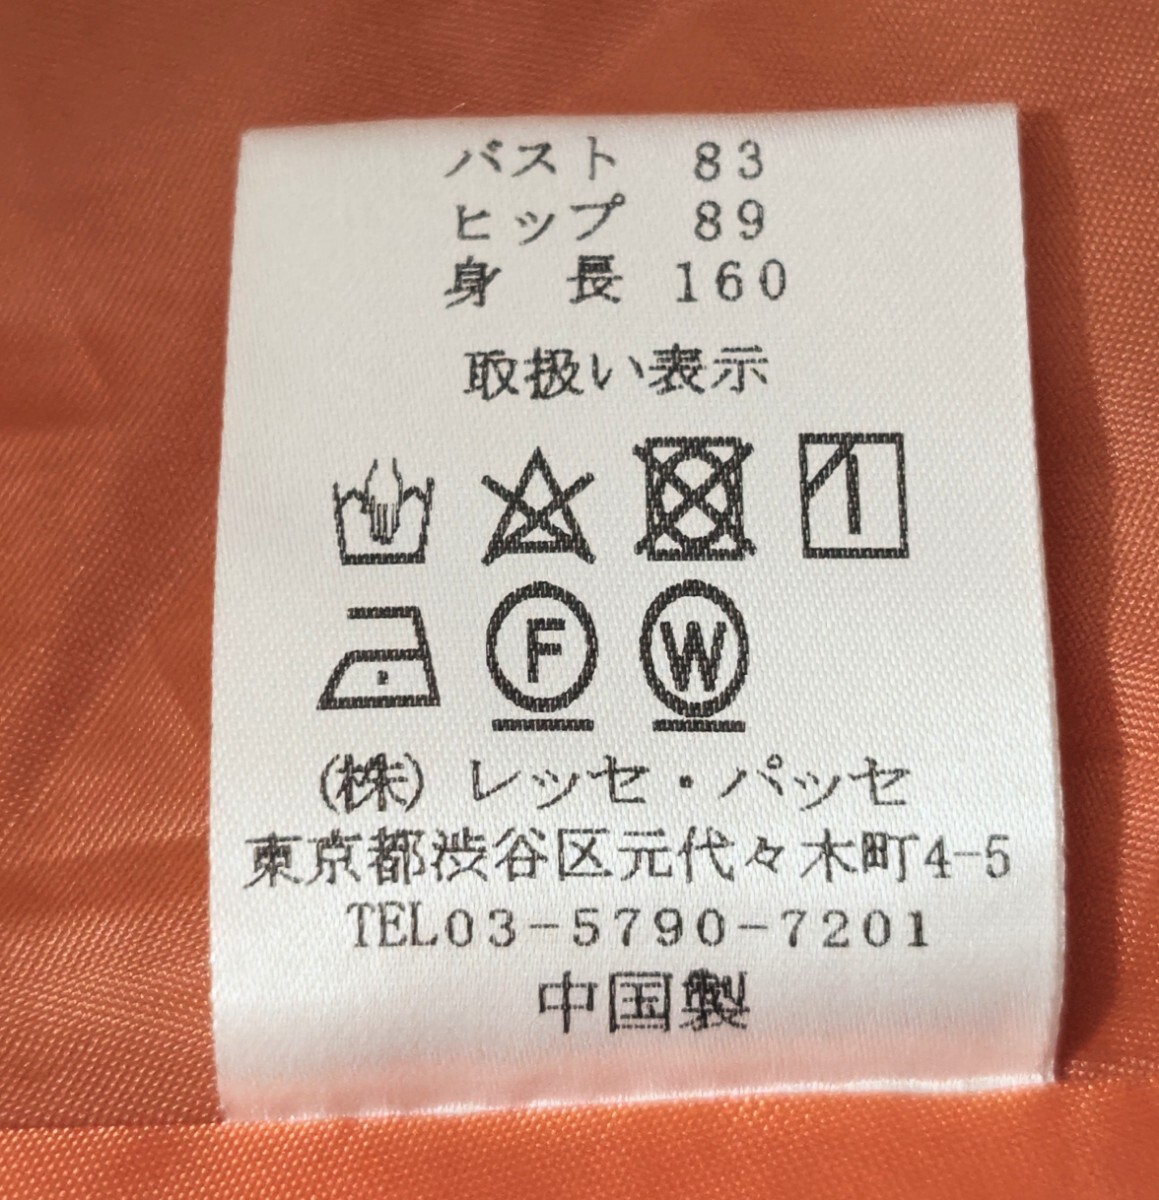 バスト 83
ヒップ 89
身 長 160
取扱い表示
F W
(株) レッセ・パッセ
東京都渋谷区元代々木町4-5
TEL03-5790-7201
中国製